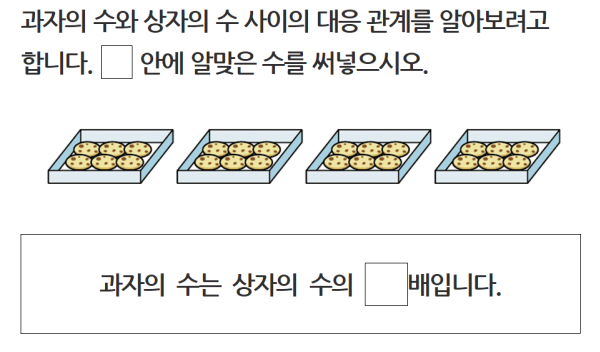 과자의 수와 상자의 수 사이의 대응 관계를 알아보려고
합니다. □ 안에 알맞은 수를 써넣으시오.
과자의 수는 상자의 수의 □배입니다.